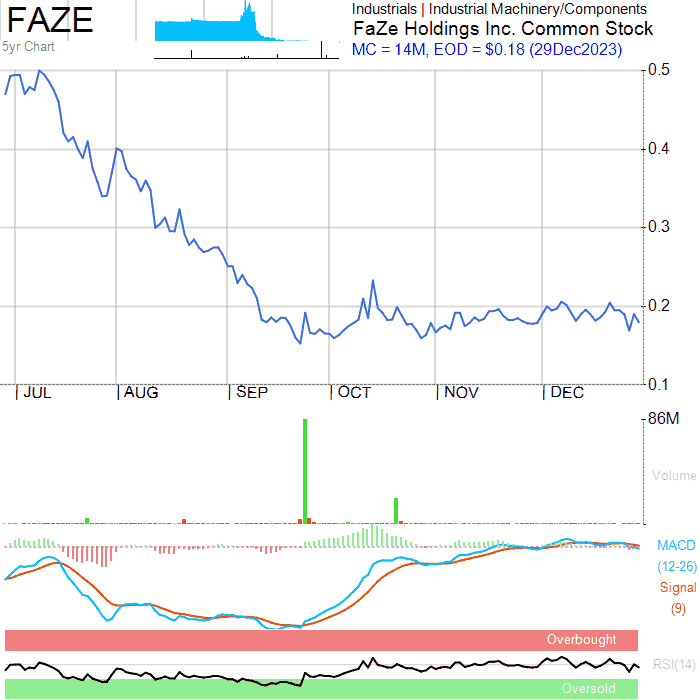 FAZE
5yr Chart
Industrials | Industrial Machinery/Components
FaZe Holdings Inc. Common Stock
MC = 14M, EOD = $0.18 (29Dec2023)
0.5
0.4
0.3
0.2
0.1
JUL
AUG
SEP
OCT
NOV
DEC
86M
Volume
MACD
(12-26)
Signal
(9)
Overbought
RSI(14)
Oversold